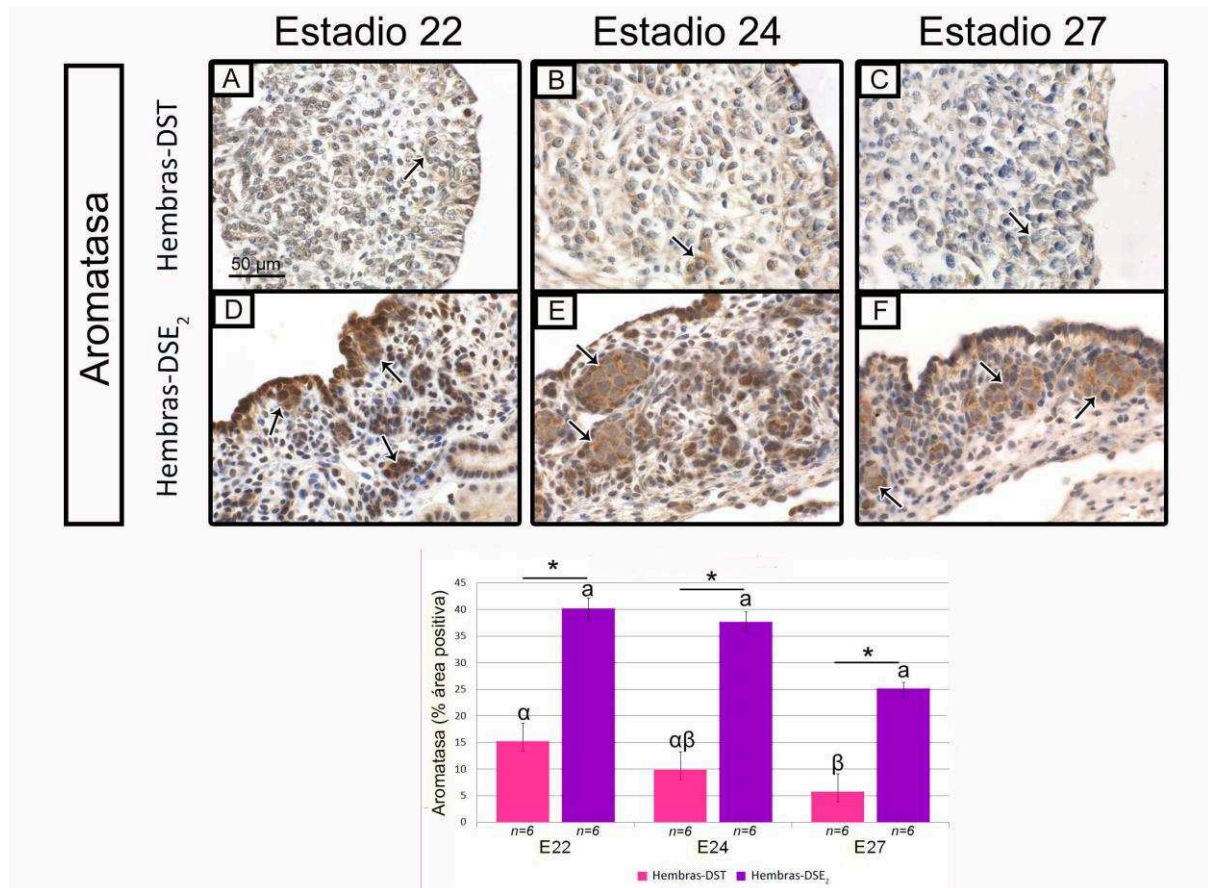 Estadio 22 Estadio 24 Estadio 27
Aromatasa
Hembras-DST
A
50 µm
B
C
Hembras-DSE₂
D
E
F
Aromatasa (% área positiva)
45
40
35
30
25
20
15
10
5
0
* * *
α a αβ a β a
n=6 n=6 n=6 n=6 n=6 n=6
E22 E24 E27
Hembras-DST Hembras-DSE₂